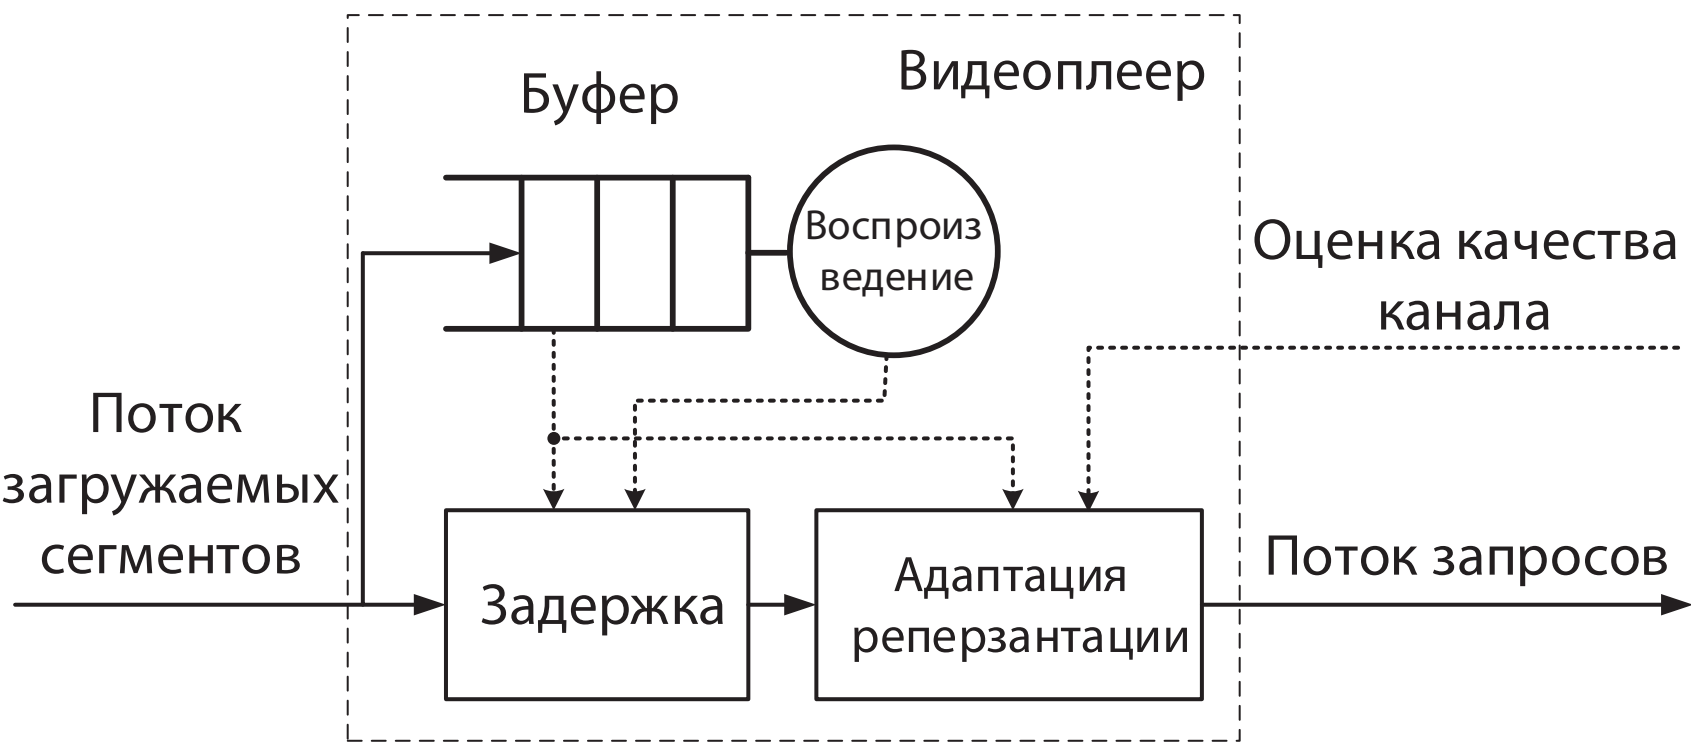 Видеоплеер
Буфер
Воспроиз
ведение
Оценка качества
канала
Поток
загружаемых
сегментов
Задержка
Адаптация
реперзантации
Поток запросов